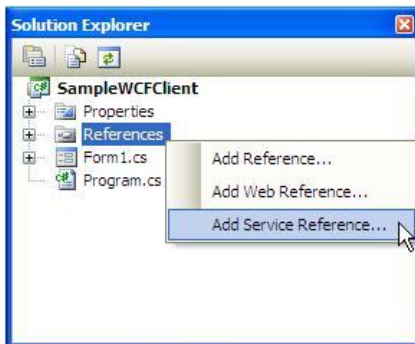 Solution Explorer
SampleWCFClient
Properties
References
Form1.cs
Program.cs
Add Reference...
Add Web Reference...
Add Service Reference...